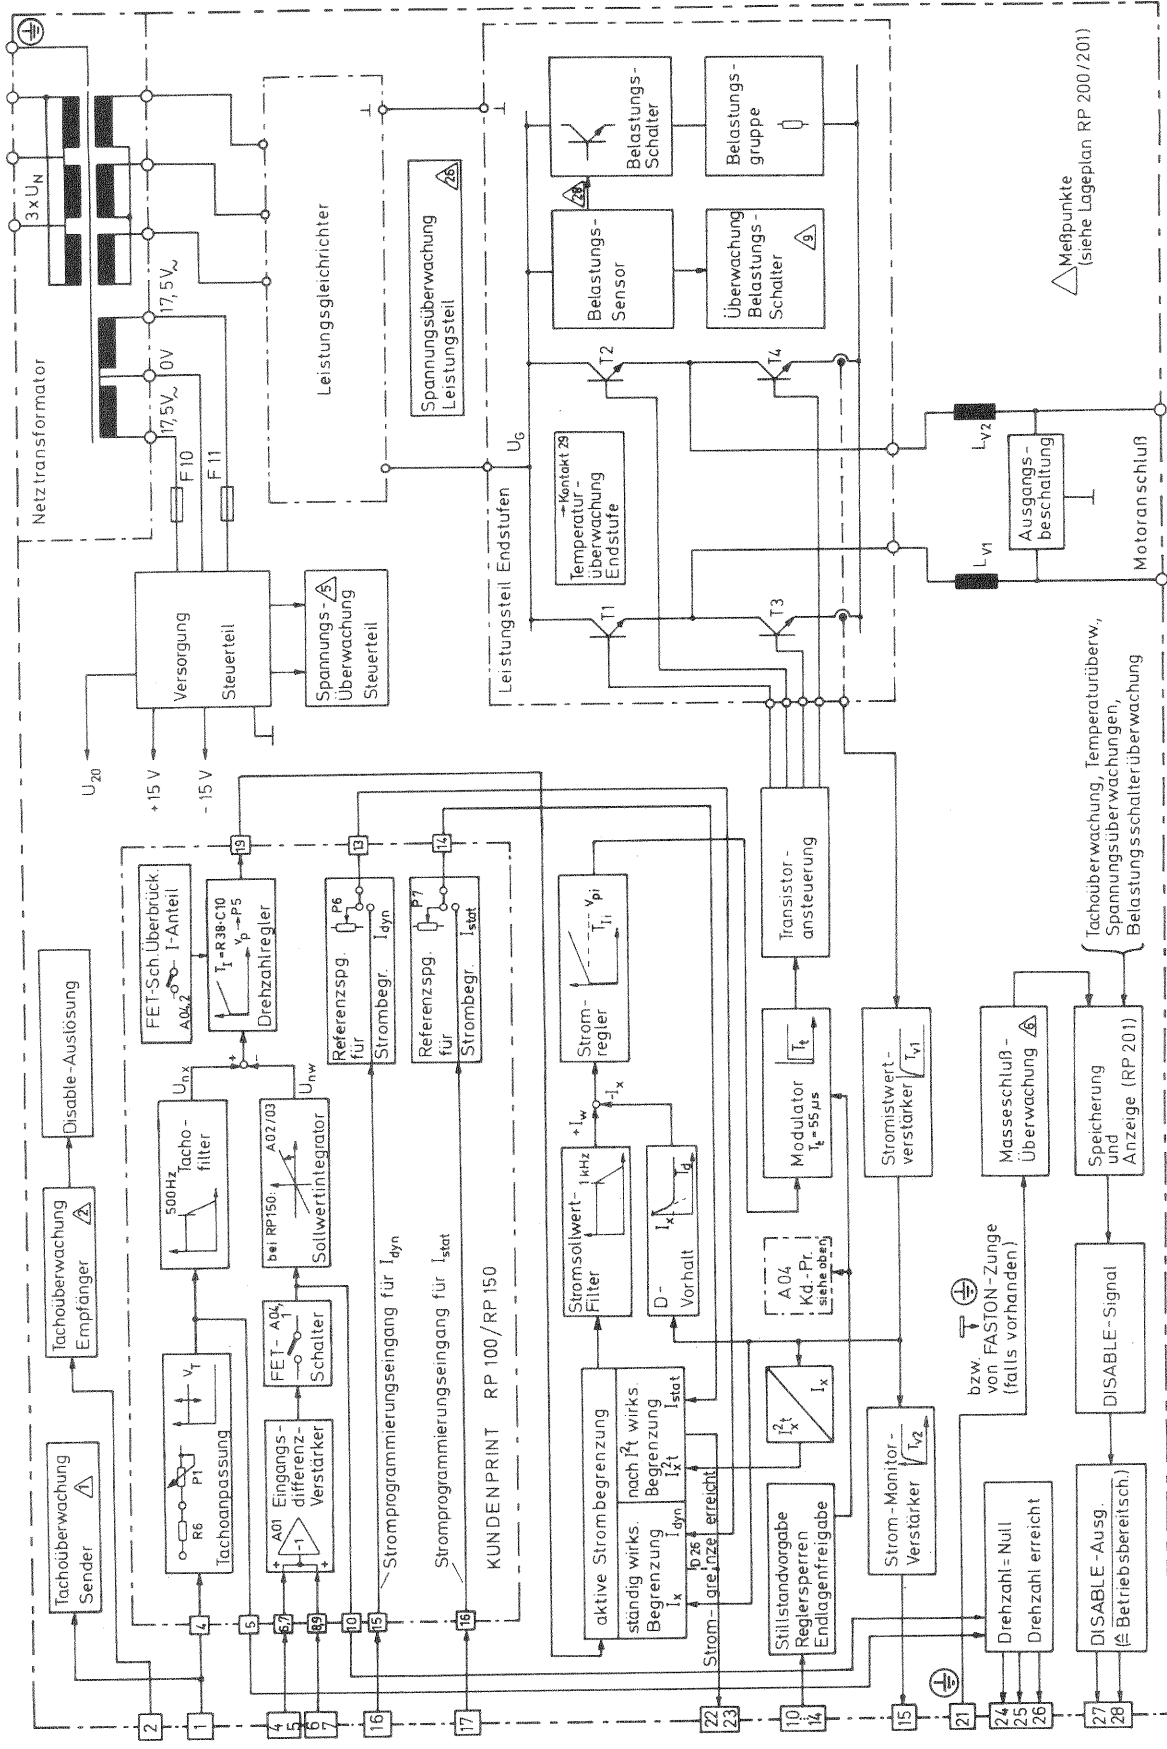 Tachoüberwachung
Sender
1
Tachoüberwachung
Empfänger
2
Disable-Auslösung
Netztransformator
3 x U_N
17,5V~
0V
17,5V~
F10
F11
Versorgung
Steuerteil
U_20
+15 V
-15 V
Spannungs-
Überwachung
Steuerteil
5
Leistungsgleichrichter
Spannungsüberwachung
Leistungsteil
26
R6
P1
V_T
Tachoanpassung
500Hz
Tacho-
filter
U_nx
U_nw
FET-Sch.Überbrück.
A04,2
I-Anteil
T_I = R38·C10
v_p → P5
Drehzahlregler
A01
-1
Eingangs-
differenz-
Verstärker
FET-
A04,
1
Schalter
bei RP150:
A02/03
Sollwertintegrator
Referenzspg.
für
Strombegr.
P6
I_dyn
Referenzspg.
für
Strombegr.
P7
I_stat
Stromprogrammierungseingang für I_dyn
Stromprogrammierungseingang für I_stat
KUNDENPRINT RP 100/RP 150
4
5
6,7
8,9
10
15
16
19
13
14
2
1
4
5
6
7
16
17
22
23
10
14
15
21
24
25
26
27
28
aktive Strombegrenzung
ständig wirks.
Begrenzung
I_x
I_dyn
nach I²t wirks.
Begrenzung
I_x²t
I_stat
D 26
Strom-grenze erreicht
Stromsollwert-
Filter
1kHz
+I_w
-I_x
D-
Vorhalt
I_x
T_d
Strom-
regler
v_pi
T_i
I_x²t
I_x
Stillstandvorgabe
Reglersperren
Endlagenfreigabe
A 04
Kd.-Pr.
siehe oben
Modulator
T_t = 55 µs
T_t
Transistor-
ansteuerung
Stromistwert-
verstärker
T_v1
Strom-Monitor-
Verstärker
T_v2
Leistungsteil Endstufen
U_G
T1
T2
T3
T4
→Kontakt 29
Temperatur-
überwachung
Endstufe
Belastungs-
Sensor
28
Belastungs-
Schalter
Überwachung
Belastungs-
Schalter
9
Belastungs-
gruppe
L_V1
L_V2
Ausgangs-
beschaltung
Motoranschluß
Meßpunkte
(siehe Lageplan RP 200/201)
bzw.
von FASTON-Zunge
(falls vorhanden)
Masseschluß-
Überwachung
6
Drehzahl = Null
Drehzahl erreicht
DISABLE-Ausg.
(≙ Betriebsbereitsch.)
DISABLE-Signal
Speicherung
und
Anzeige (RP 201)
Tachoüberwachung, Temperaturüberw.,
Spannungsüberwachungen,
Belastungsschalterüberwachung